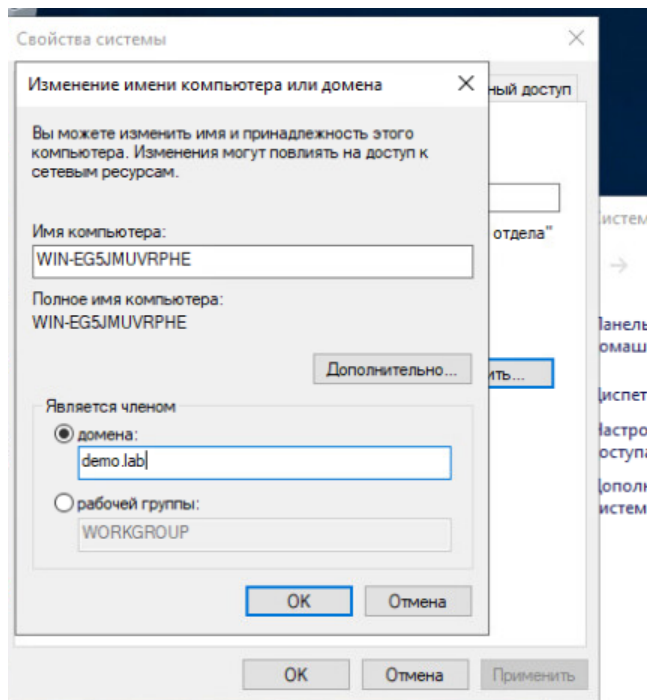 Свойства системы
Изменение имени компьютера или домена
ный доступ
Вы можете изменить имя и принадлежность этого
компьютера. Изменения могут повлиять на доступ к
сетевым ресурсам.
Имя компьютера:
отдела"
WIN-EG5JMUVRPHE
Полное имя компьютера:
WIN-EG5JMUVRPHE
Дополнительно...
ить...
Является членом
домена:
demo.lab
рабочей группы:
WORKGROUP
OK
Отмена
OK
Отмена
Применить